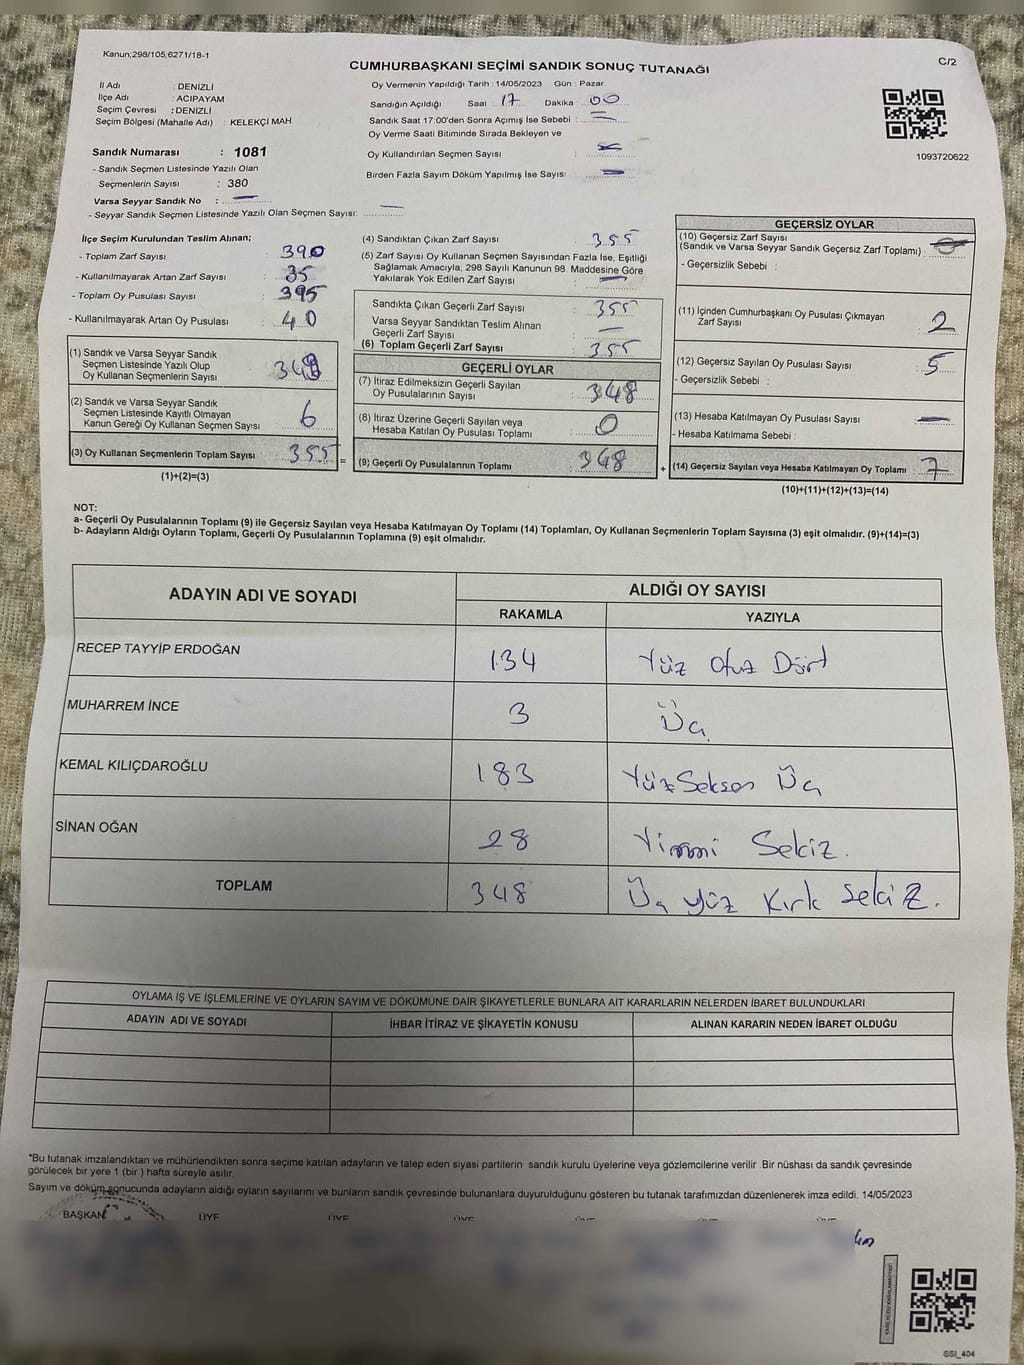 Kanun;298/105;6271/18-1
CUMHURBAŞKANI SEÇİMİ SANDIK SONUÇ TUTANAĞI
C/2
İl Adı : DENİZLİ
İlçe Adı : ACIPAYAM
Seçim Çevresi : DENİZLİ
Seçim Bölgesi (Mahalle Adı) : KELEKÇİ MAH.
Oy Vermenin Yapıldığı Tarih : 14/05/2023 Gün : Pazar
Sandığın Açıldığı Saat : 17 Dakika : 00
Sandık Saat 17:00'den Sonra Açımış İse Sebebi : —
Oy Verme Saati Bitiminde Sırada Bekleyen ve
Oy Kullandırılan Seçmen Sayısı :
Birden Fazla Sayım Döküm Yapılmış İse Sayısı : —
1093720622
Sandık Numarası : 1081
- Sandık Seçmen Listesinde Yazılı Olan
Seçmenlerin Sayısı : 380
Varsa Seyyar Sandık No : —
- Seyyar Sandık Seçmen Listesinde Yazılı Olan Seçmen Sayısı: —
İlçe Seçim Kurulundan Teslim Alınan;
- Toplam Zarf Sayısı : 390
- Kullanılmayarak Artan Zarf Sayısı : 35
- Toplam Oy Pusulası Sayısı : 395
- Kullanılmayarak Artan Oy Pusulası : 40
(1) Sandık ve Varsa Seyyar Sandık
Seçmen Listesinde Yazılı Olup
Oy Kullanan Seçmenlerin Sayısı : 349
(2) Sandık ve Varsa Seyyar Sandık
Seçmen Listesinde Kayıtlı Olmayan
Kanun Gereği Oy Kullanan Seçmen Sayısı : 6
(3) Oy Kullanan Seçmenlerin Toplam Sayısı : 355 =
(1)+(2)=(3)
(4) Sandıktan Çıkan Zarf Sayısı : 355
(5) Zarf Sayısı Oy Kullanan Seçmen Sayısından Fazla İse, Eşitliği
Sağlamak Amacıyla, 298 Sayılı Kanunun 98. Maddesine Göre
Yakılarak Yok Edilen Zarf Sayısı : —
Sandıkta Çıkan Geçerli Zarf Sayısı : 355
Varsa Seyyar Sandıktan Teslim Alınan
Geçerli Zarf Sayısı : —
(6) Toplam Geçerli Zarf Sayısı : 355
GEÇERLİ OYLAR
(7) İtiraz Edilmeksizin Geçerli Sayılan
Oy Pusulalarının Sayısı : 348
(8) İtiraz Üzerine Geçerli Sayılan veya
Hesaba Katılan Oy Pusulası Toplamı : 0
(9) Geçerli Oy Pusulalarının Toplamı : 348 +
GEÇERSİZ OYLAR
(10) Geçersiz Zarf Sayısı
(Sandık ve Varsa Seyyar Sandık Geçersiz Zarf Toplamı) :
- Geçersizlik Sebebi :
(11) İçinden Cumhurbaşkanı Oy Pusulası Çıkmayan
Zarf Sayısı : 2
(12) Geçersiz Sayılan Oy Pusulası Sayısı : 5
- Geçersizlik Sebebi :
(13) Hesaba Katılmayan Oy Pusulası Sayısı : —
- Hesaba Katılmama Sebebi :
(14) Geçersiz Sayılan veya Hesaba Katılmayan Oy Toplamı : 7
(10)+(11)+(12)+(13)=(14)
NOT:
a- Geçerli Oy Pusulalarının Toplamı (9) ile Geçersiz Sayılan veya Hesaba Katılmayan Oy Toplamı (14) Toplamları, Oy Kullanan Seçmenlerin Toplam Sayısına (3) eşit olmalıdır. (9)+(14)=(3)
b- Adayların Aldığı Oyların Toplamı, Geçerli Oy Pusulalarının Toplamına (9) eşit olmalıdır.
ADAYIN ADI VE SOYADI
ALDIĞI OY SAYISI
RAKAMLA YAZIYLA
RECEP TAYYİP ERDOĞAN 134 Yüz Otuz Dört
MUHARREM İNCE 3 Üç
KEMAL KILIÇDAROĞLU 183 YüzSeksen Üç
SİNAN OĞAN 28 Yirmi Sekiz.
TOPLAM 348 Üç yüz Kırk sekiz.
OYLAMA İŞ VE İŞLEMLERİNE VE OYLARIN SAYIM VE DÖKÜMÜNE DAİR ŞİKAYETLERLE BUNLARA AİT KARARLARIN NELERDEN İBARET BULUNDUKLARI
ADAYIN ADI VE SOYADI İHBAR İTİRAZ VE ŞİKAYETİN KONUSU ALINAN KARARIN NEDEN İBARET OLDUĞU
*Bu tutanak imzalandıktan ve mühürlendikten sonra seçime katılan adayların ve talep eden siyasi partilerin sandık kurulu üyelerine veya gözlemcilerine verilir .Bir nüshası da sandık çevresinde
görülecek bir yere 1 (bir ) hafta süreyle asılır.
Sayım ve döküm sonucunda adayların aldığı oyların sayılarını ve bunların sandık çevresinde bulunanlara duyurulduğunu gösteren bu tutanak tarafımızdan düzenlenerek imza edildi. 14/05/2023
BAŞKAN ÜYE ÜYE ÜYE ÜYE ÜYE ÜYE
SSI_404